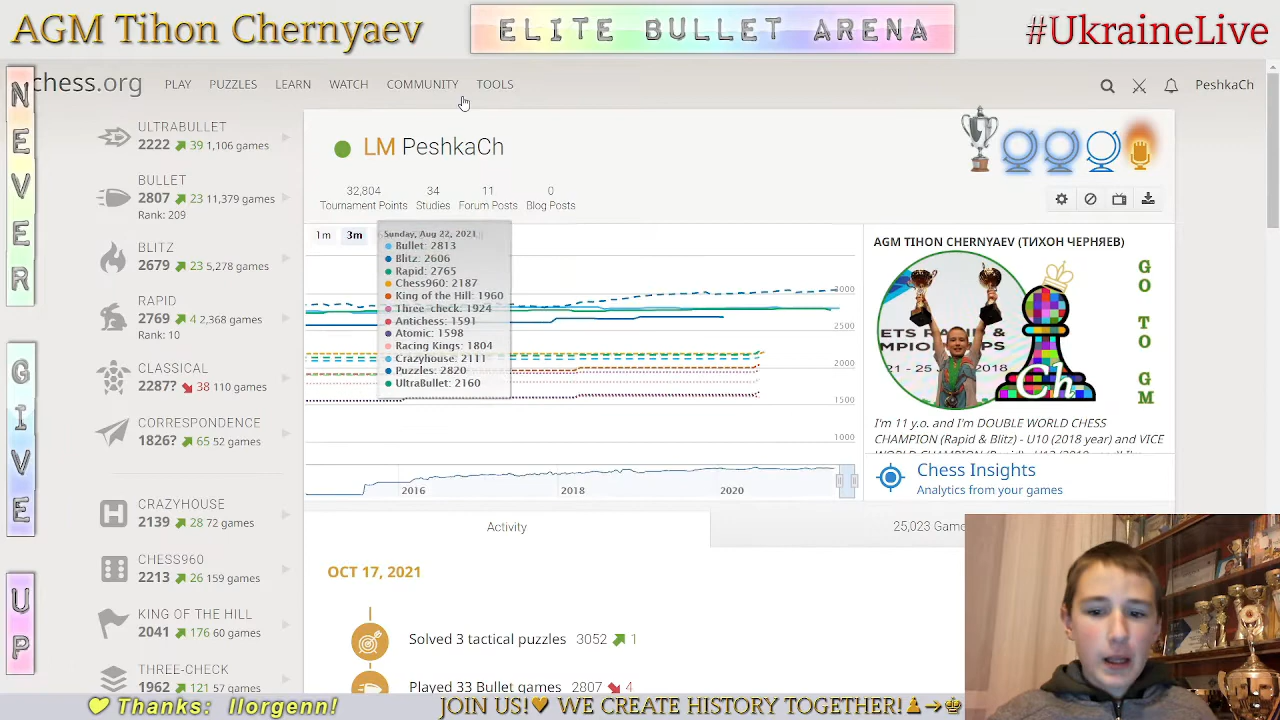 AGM Tihon Chernyaev
ELITE BULLET ARENA
#UkraineLive
NEVER
GIVE
UP
chess.org
PLAY
PUZZLES
LEARN
WATCH
COMMUNITY
TOOLS
PeshkaCh
ULTRABULLET
2222 39 1,106 games
BULLET
2807 23 11,379 games
Rank: 209
BLITZ
2679 23 5,278 games
RAPID
2769 4 2,368 games
Rank: 10
CLASSICAL
2287? 38 110 games
CORRESPONDENCE
1826? 65 52 games
CRAZYHOUSE
2139 28 72 games
CHESS960
2213 26 159 games
KING OF THE HILL
2041 176 60 games
THREE-CHECK
1962 121 57 games
LM PeshkaCh
32,804 34 11 0
Tournament Points Studies Forum Posts Blog Posts
1m 3m
Sunday, Aug 22, 2021
Bullet: 2813
Blitz: 2606
Rapid: 2765
Chess960: 2187
King of the Hill: 1960
Three-check: 1924
Antichess: 1591
Atomic: 1598
Racing Kings: 1804
Crazyhouse: 2111
Puzzles: 2820
UltraBullet: 2160
3000
2500
2000
1500
1000
2016 2018 2020
AGM TIHON CHERNYAEV (ТИХОН ЧЕРНЯЕВ)
ETS RAPID &
MPIONSHIPS
21 - 25 2018
Ch
GO
TO
GM
I'm 11 y.o. and I'm DOUBLE WORLD CHESS
CHAMPION (Rapid & Blitz) - U10 (2018 year) and VICE
Chess Insights
Analytics from your games
Activity
25,023 Game
OCT 17, 2021
Solved 3 tactical puzzles 3052 1
Played 33 Bullet games 2807 4
Thanks: llorgenn!
JOIN US! WE CREATE HISTORY TOGETHER!